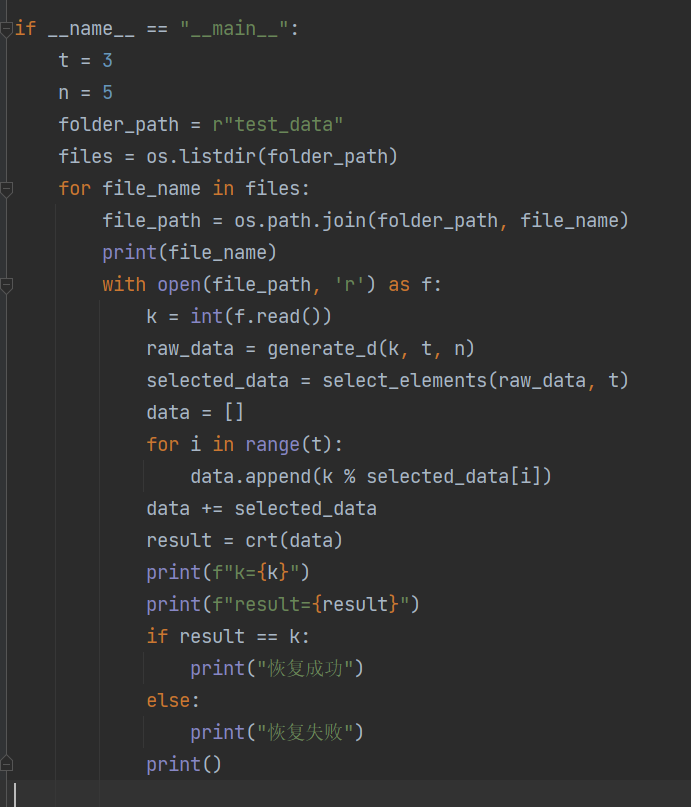 if __name__ == "__main__":
    t = 3
    n = 5
    folder_path = r"test_data"
    files = os.listdir(folder_path)
    for file_name in files:
        file_path = os.path.join(folder_path, file_name)
        print(file_name)
        with open(file_path, 'r') as f:
            k = int(f.read())
            raw_data = generate_d(k, t, n)
            selected_data = select_elements(raw_data, t)
            data = []
            for i in range(t):
                data.append(k % selected_data[i])
            data += selected_data
            result = crt(data)
            print(f"k={k}")
            print(f"result={result}")
            if result == k:
                print("恢复成功")
            else:
                print("恢复失败")
            print()